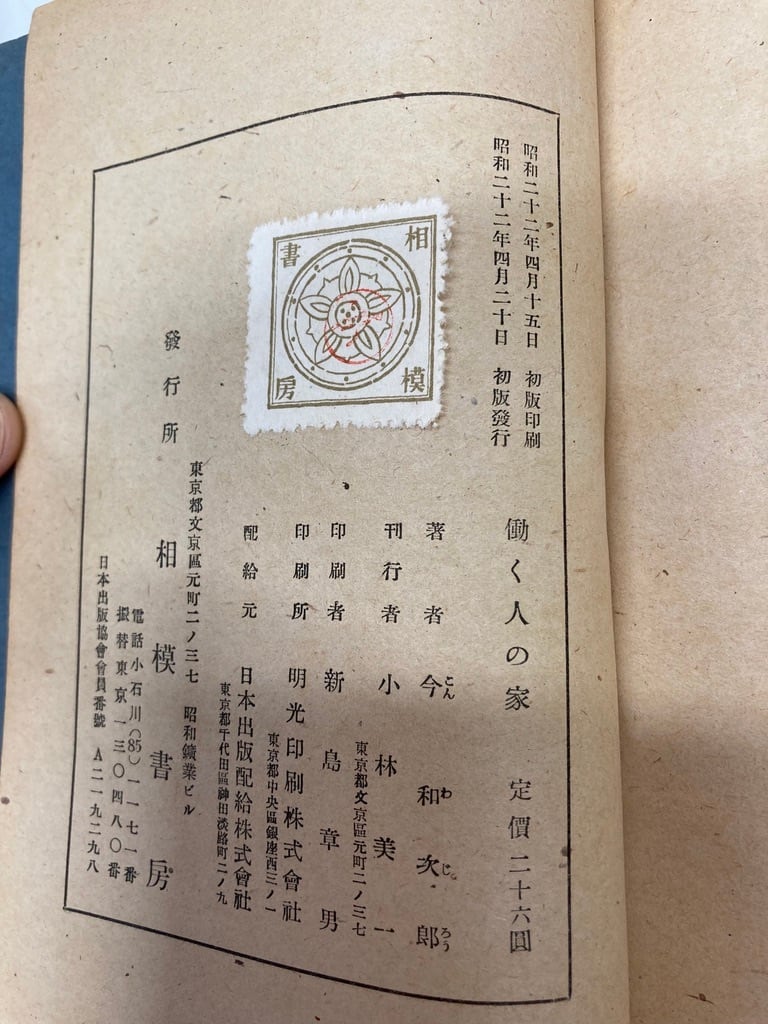 昭和二十二年四月十五日　初版印刷
昭和二十二年四月二十日　初版發行
相模書房
働く人の家　定價二十六圓
著者　今和次郎
こんわじろう
刊行者　小林美一
東京都文京區元町二ノ三七
印刷者　新島章男
印刷所　明光印刷株式會社
東京都中央區銀座西三ノ一
配給元　日本出版配給株式會社
東京都千代田區神田淡路町二ノ九
發行所　相模書房
東京都文京區元町二ノ三七　昭和鑛業ビル
電話小石川(85)一一七一番
振替東京一三〇四八〇番
日本出版協會會員番號　A二一九二九八